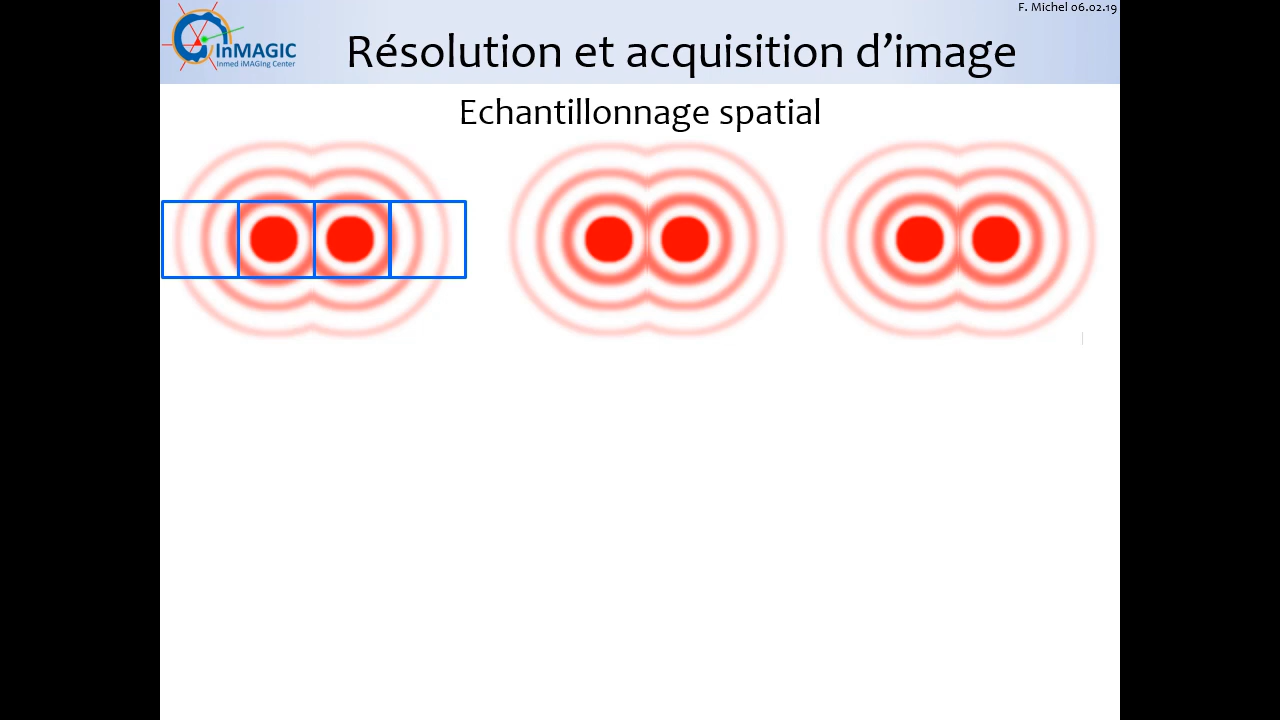 F. Michel 06.02.19
InMAGIC
Inmed iMAGIng Center
Résolution et acquisition d’image
Echantillonnage spatial